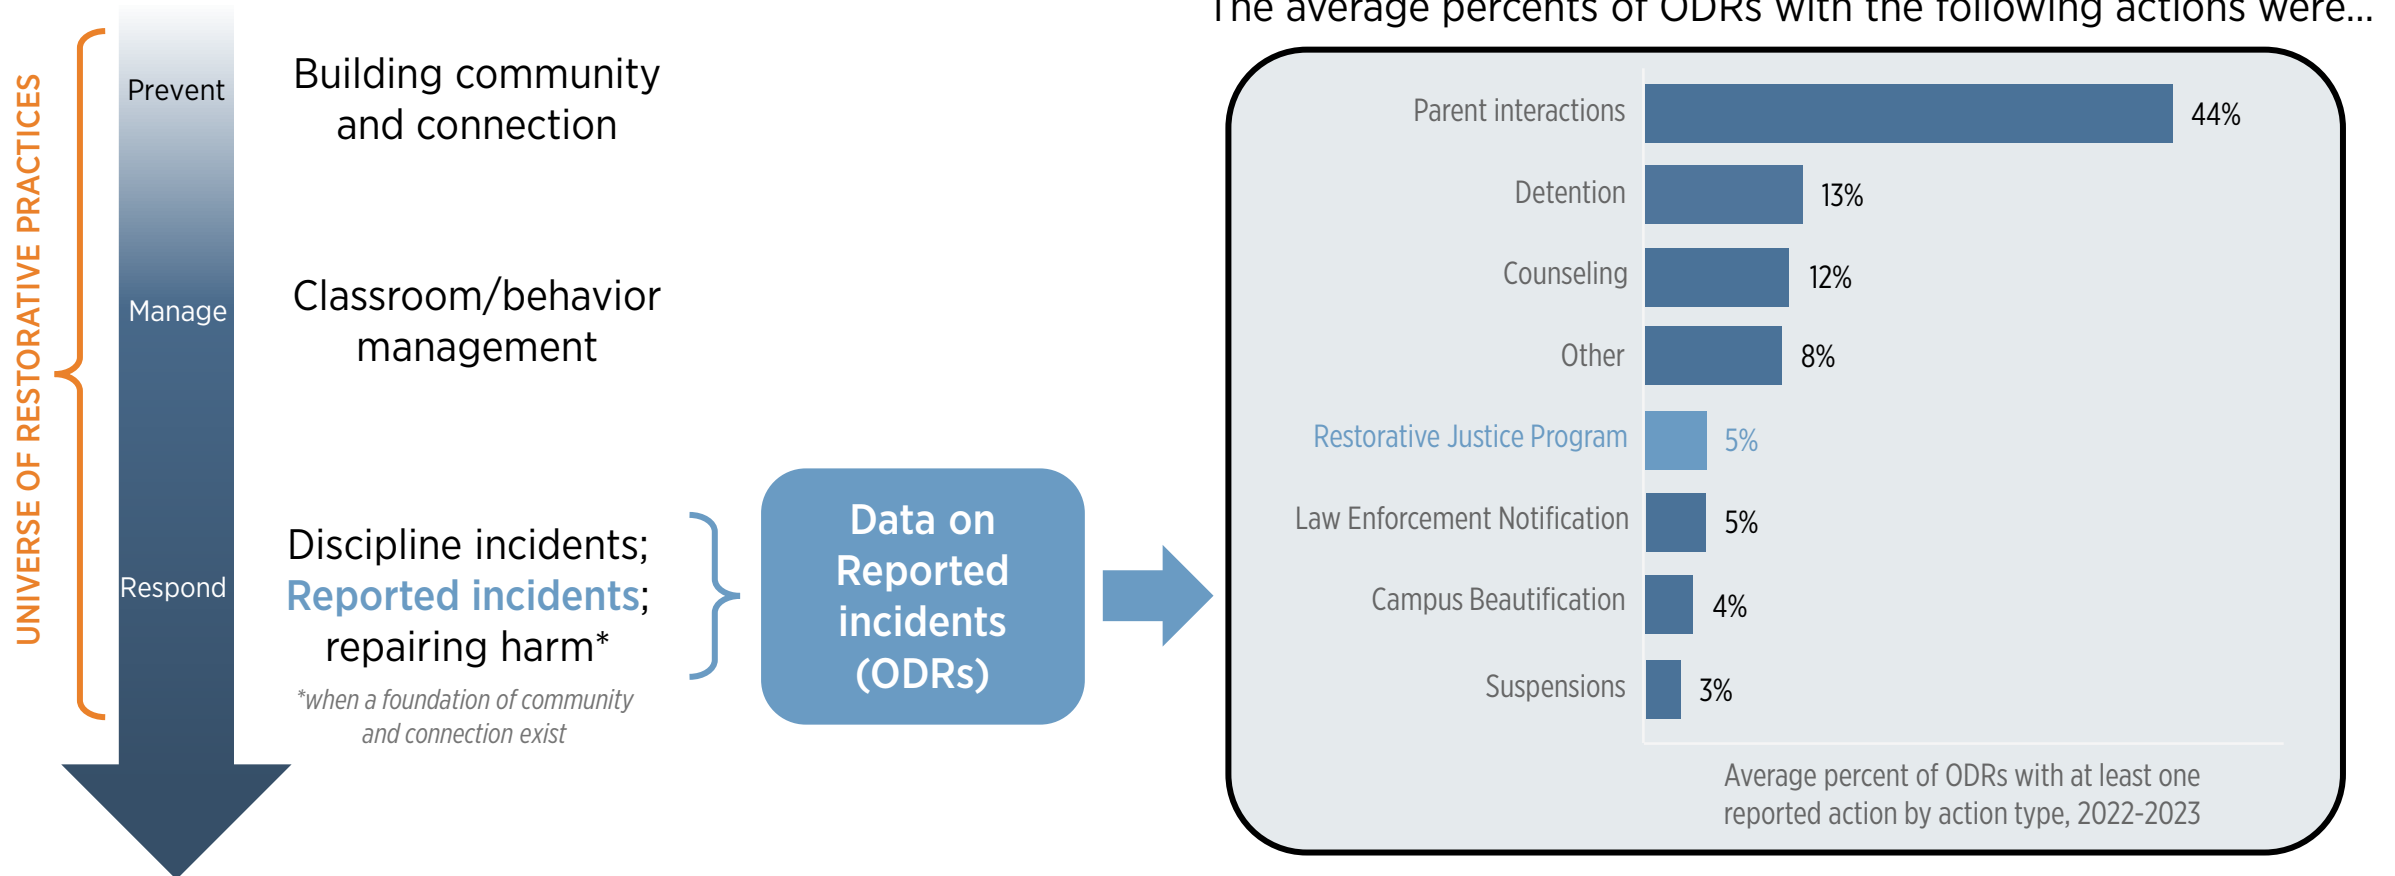 The average percents of ODRs with the following actions were...
UNIVERSE OF RESTORATIVE PRACTICES
Prevent
Building community
and connection
Manage
Classroom/behavior
management
Respond
Discipline incidents;
Reported incidents;
repairing harm*
*when a foundation of community
and connection exist
Data on
Reported
incidents
(ODRs)
Parent interactions 44%
Detention 13%
Counseling 12%
Other 8%
Restorative Justice Program 5%
Law Enforcement Notification 5%
Campus Beautification 4%
Suspensions 3%
Average percent of ODRs with at least one
reported action by action type, 2022-2023